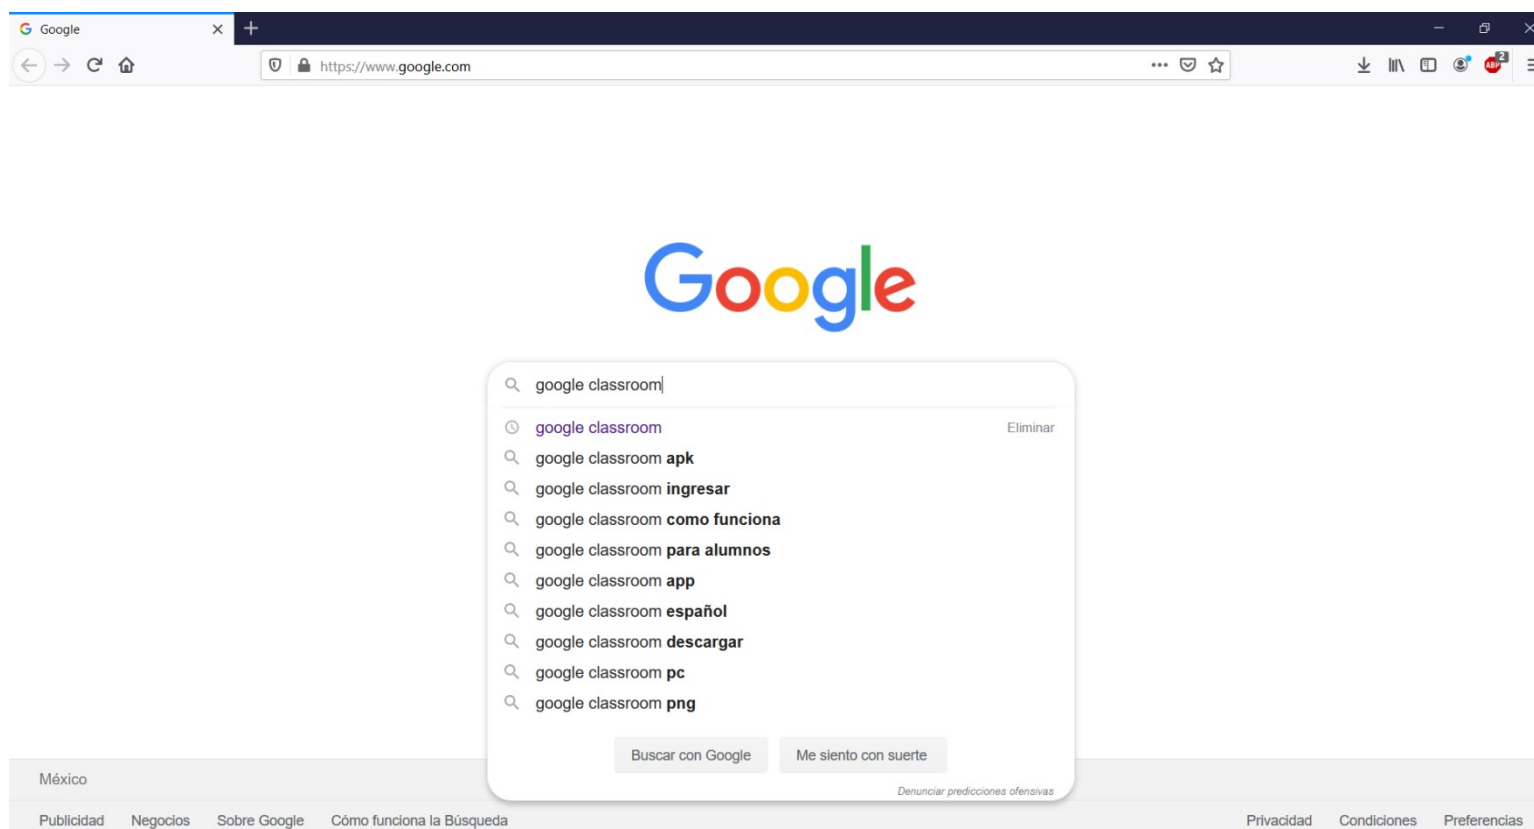 Google
https://www.google.com
ABP 2
Google
google classroom
google classroom Eliminar
google classroom apk
google classroom ingresar
google classroom como funciona
google classroom para alumnos
google classroom app
google classroom español
google classroom descargar
google classroom pc
google classroom png
Buscar con Google Me siento con suerte
Denunciar predicciones ofensivas
México
Publicidad Negocios Sobre Google Cómo funciona la Búsqueda Privacidad Condiciones Preferencias